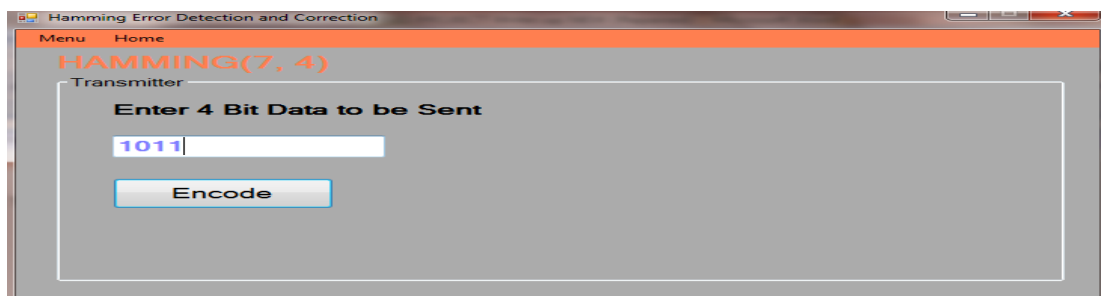 Hamming Error Detection and Correction
Menu Home
HAMMING(7, 4)
Transmitter
Enter 4 Bit Data to be Sent
1011
Encode